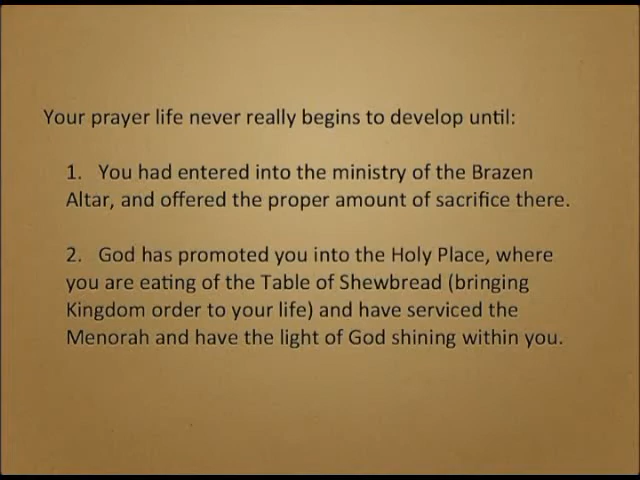 Your prayer life never really begins to develop until:
1. You had entered into the ministry of the Brazen
Altar, and offered the proper amount of sacrifice there.
2. God has promoted you into the Holy Place, where
you are eating of the Table of Shewbread (bringing
Kingdom order to your life) and have serviced the
Menorah and have the light of God shining within you.